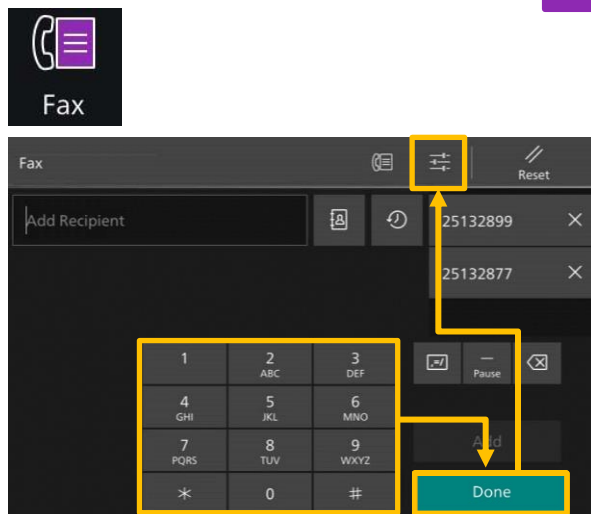 Fax
Fax
Reset
Add Recipient
25132899
25132877
1 2 3
ABC DEF
.=/ — Pause
4 5 6
GHI JKL MNO
7 8 9
PQRS TUV WXYZ
Add
* 0 #
Done